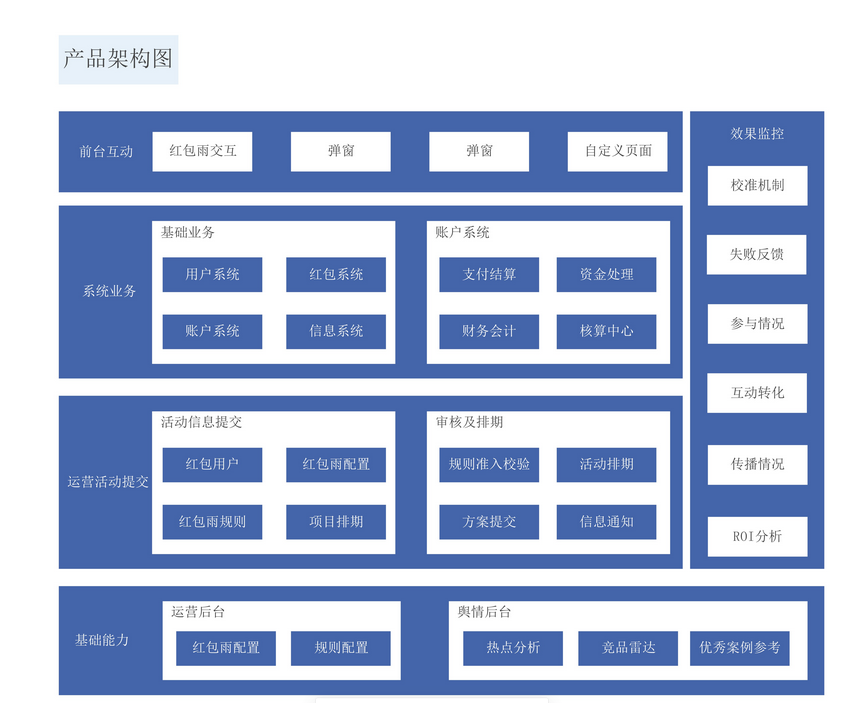 产品架构图
前台互动
红包雨交互
弹窗
弹窗
自定义页面
系统业务
基础业务
用户系统
红包系统
账户系统
信息系统
账户系统
支付结算
资金处理
财务会计
核算中心
运营活动提交
活动信息提交
红包用户
红包雨配置
红包雨规则
项目排期
审核及排期
规则准入校验
活动排期
方案提交
信息通知
效果监控
校准机制
失败反馈
参与情况
互动转化
传播情况
ROI分析
基础能力
运营后台
红包雨配置
规则配置
舆情后台
热点分析
竞品雷达
优秀案例参考